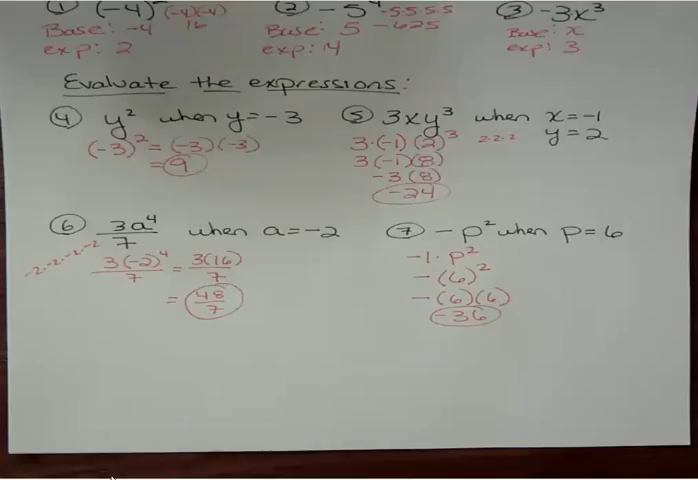 ① (-4)² (-4)(-4) ② -5⁴ -5·5·5·5 ③ -3x³
Base: -4 16 Base: 5 -625 Base: x
exp: 2 exp: 4 exp: 3
Evaluate the expressions:
④ y² when y=-3 ⑤ 3xy³ when x=-1
y=2
(-3)² = (-3)(-3)
= 9
3·(-1)(2)³ 2·2·2
3(-1)(8)
-3(8)
-24
⑥ 3a⁴/7 when a=-2 ⑦ -p² when p=6
-2·-2·-2·-2
3(-2)⁴/7 = 3(16)/7
= 48/7
-1·p²
-(6)²
-(6)(6)
-36